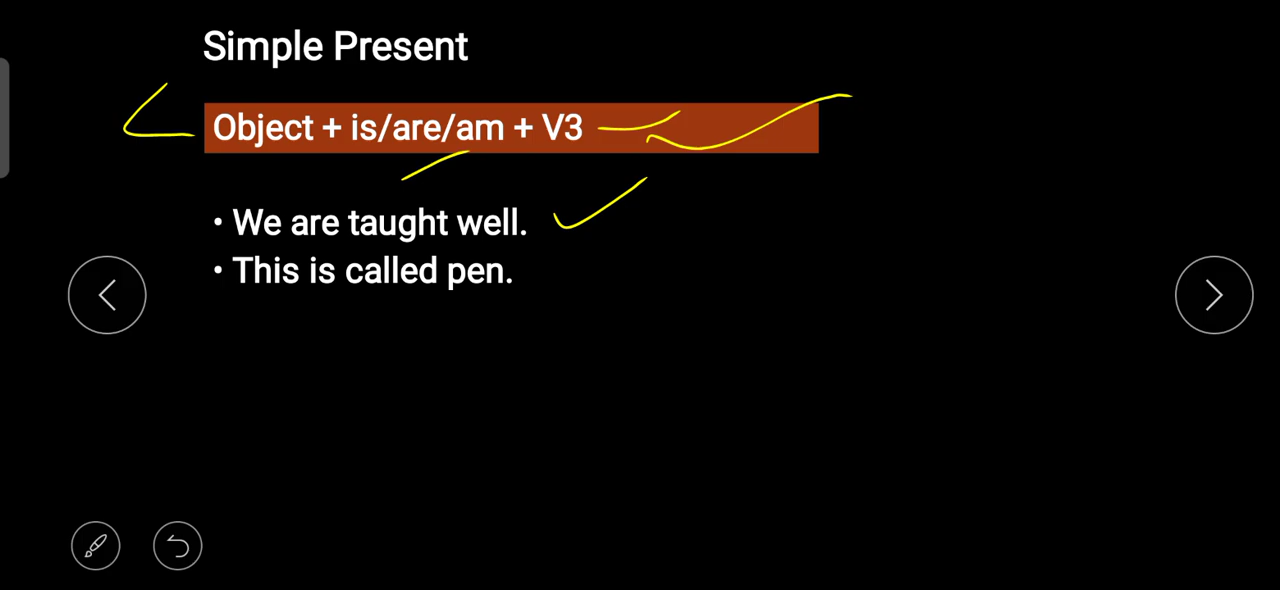 Simple Present
Object + is/are/am + V3
• We are taught well.
• This is called pen.